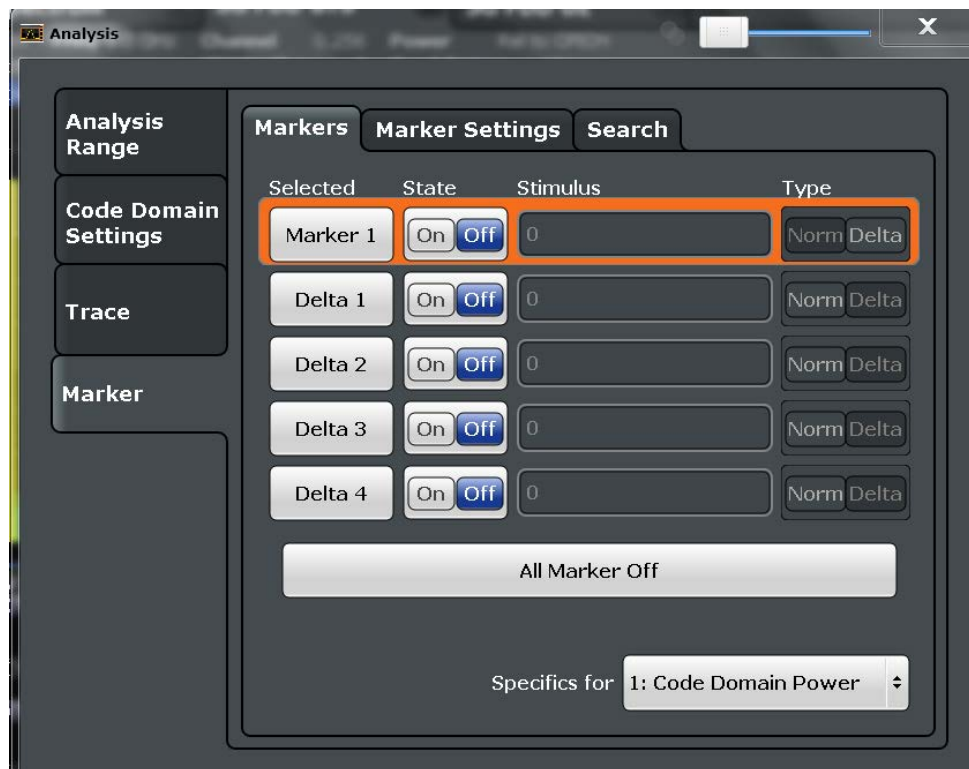 Analysis
Analysis
Range
Code Domain
Settings
Trace
Marker
Markers Marker Settings Search
Selected State Stimulus Type
Marker 1 On Off 0 Norm Delta
Delta 1 On Off 0 Norm Delta
Delta 2 On Off 0 Norm Delta
Delta 3 On Off 0 Norm Delta
Delta 4 On Off 0 Norm Delta
All Marker Off
Specifics for 1: Code Domain Power